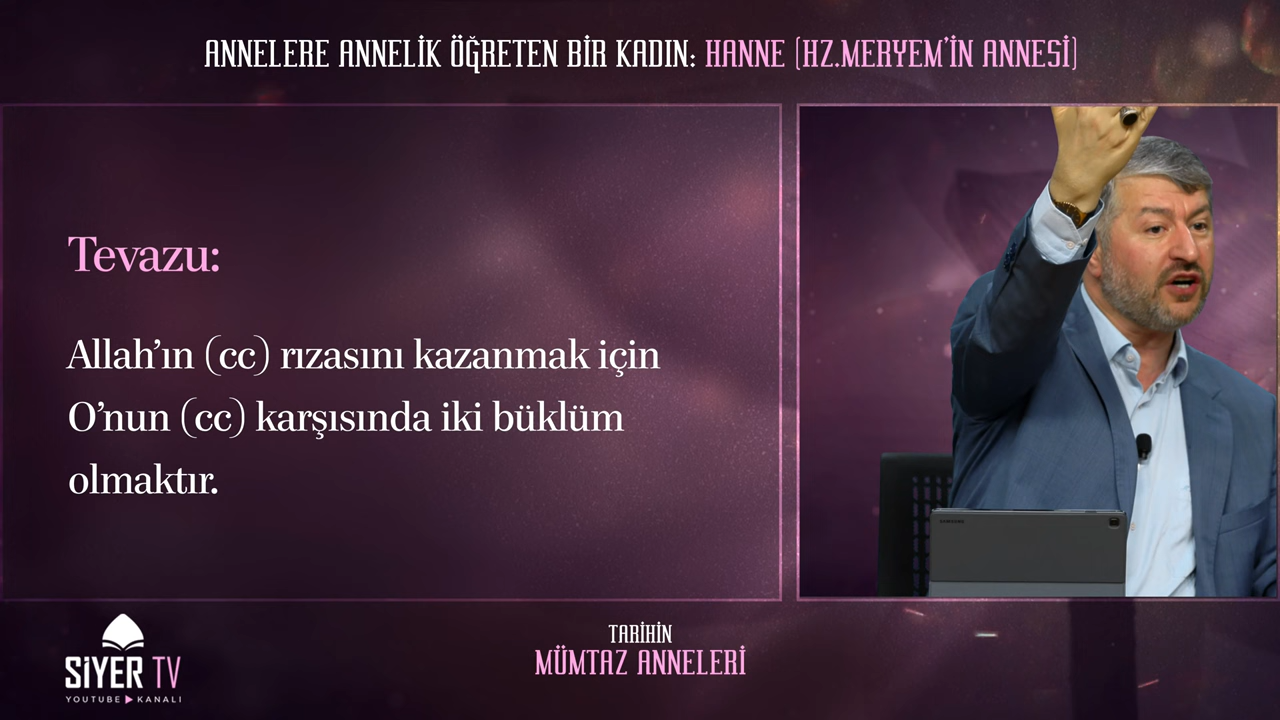 ANNELERE ANNELİK ÖĞRETEN BİR KADIN: HANNE (HZ.MERYEM'İN ANNESİ)
Tevazu:
Allah’ın (cc) rızasını kazanmak için
O’nun (cc) karşısında iki büklüm
olmaktır.
SAMSUNG
TARİHİN
MÜMTAZ ANNELERİ
SİYER TV
YOUTUBE KANALI